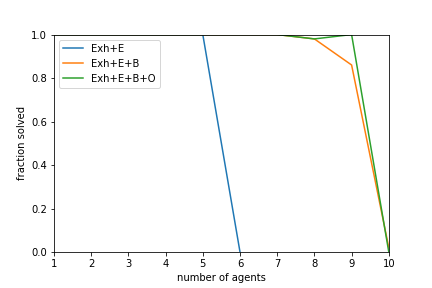 1.0
0.8
0.6
0.4
0.2
0.0
fraction solved
Exh+E
Exh+E+B
Exh+E+B+O
1 2 3 4 5 6 7 8 9 10
number of agents